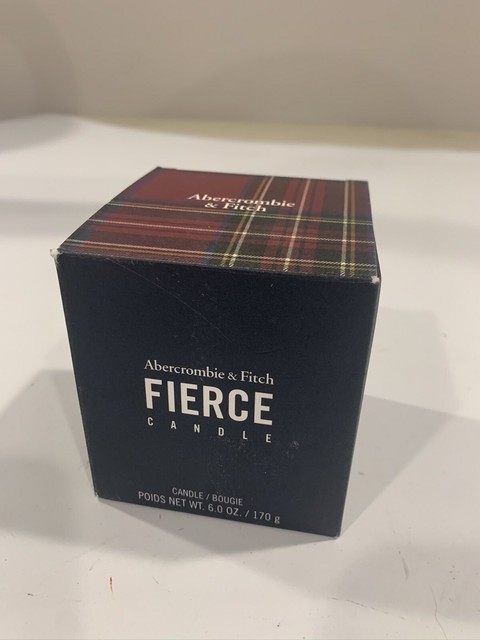 Abercrombie
& Fitch
Abercrombie & Fitch
FIERCE
CANDLE
CANDLE / BOUGIE
POIDS NET WT. 6.0 OZ. / 170 g